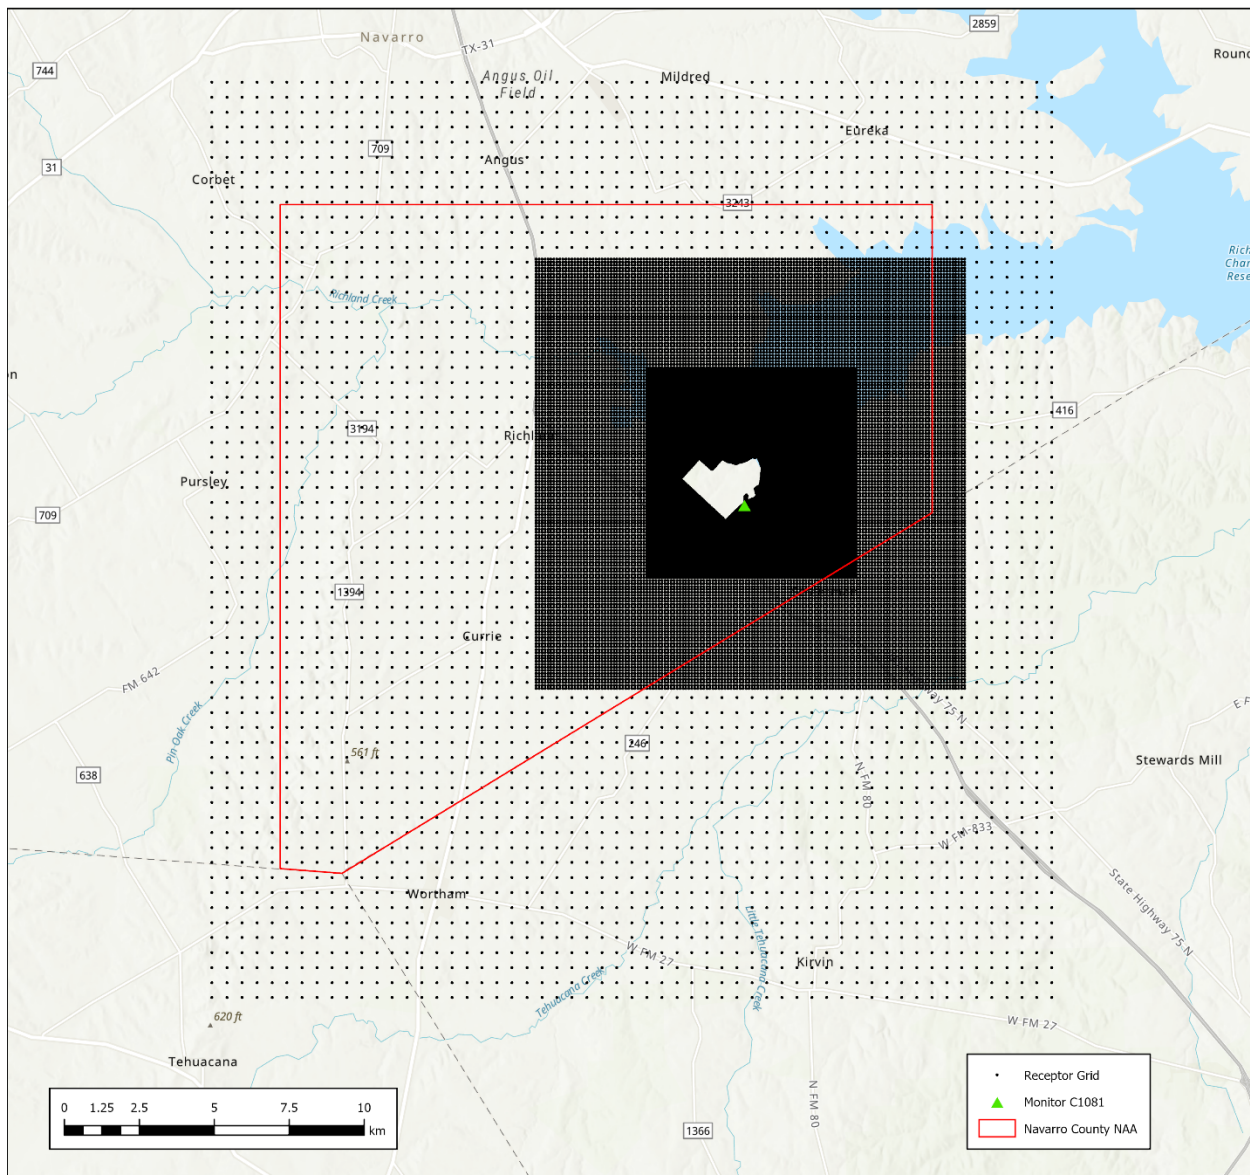 2859
Navarro
TX-31
Round
744
Angus Oil
Field
Mildred
Eureka
709
Angus
31
Corbet
3243
Rich
Char
Rese
Richland Creek
on
416
3194
Richl
Pursley
709
1394
Currie
FM 642
way 75 N
E F
Pin Oak Creek
246
561 ft
638
N FM 80
Stewards Mill
W FM-833
Wortham
State Highway 75 N
Little Tehuacana Creek
W FM 27
Kirvin
Tehuacana Creek
620 ft
W FM 27
Tehuacana
N FM 80
1366
0 1.25 2.5 5 7.5 10
km
Receptor Grid
Monitor C1081
Navarro County NAA